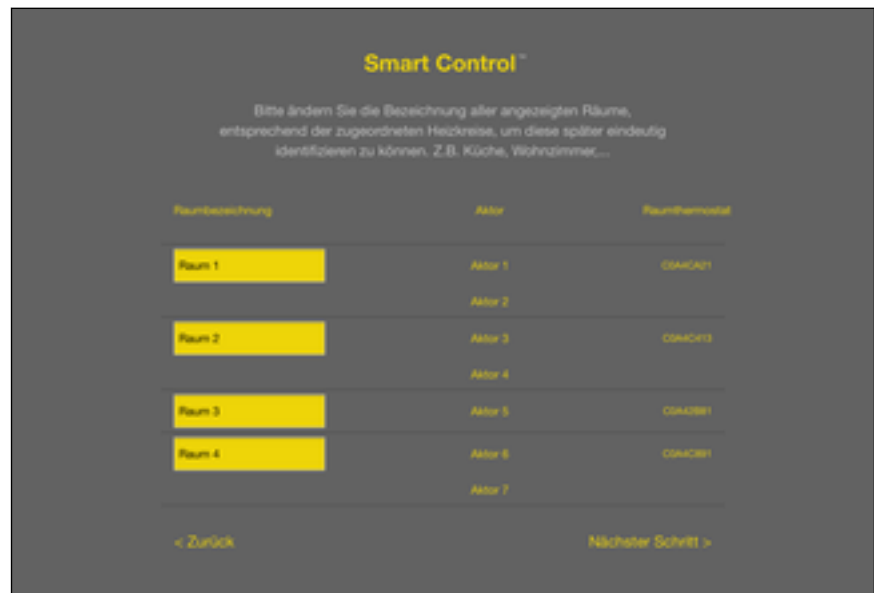 Smart Control™
Bitte ändern Sie die Bezeichnung aller angezeigten Räume,
entsprechend der zugeordneten Heizkreise, um diese später eindeutig
identifizieren zu können. Z.B. Küche, Wohnzimmer,...
Raumbezeichnung Aktor Raumthermostat
Raum 1 Aktor 1
Aktor 2
Raum 2 Aktor 3
Aktor 4
Raum 3 Aktor 5
Raum 4 Aktor 6
Aktor 7
< Zurück Nächster Schritt >